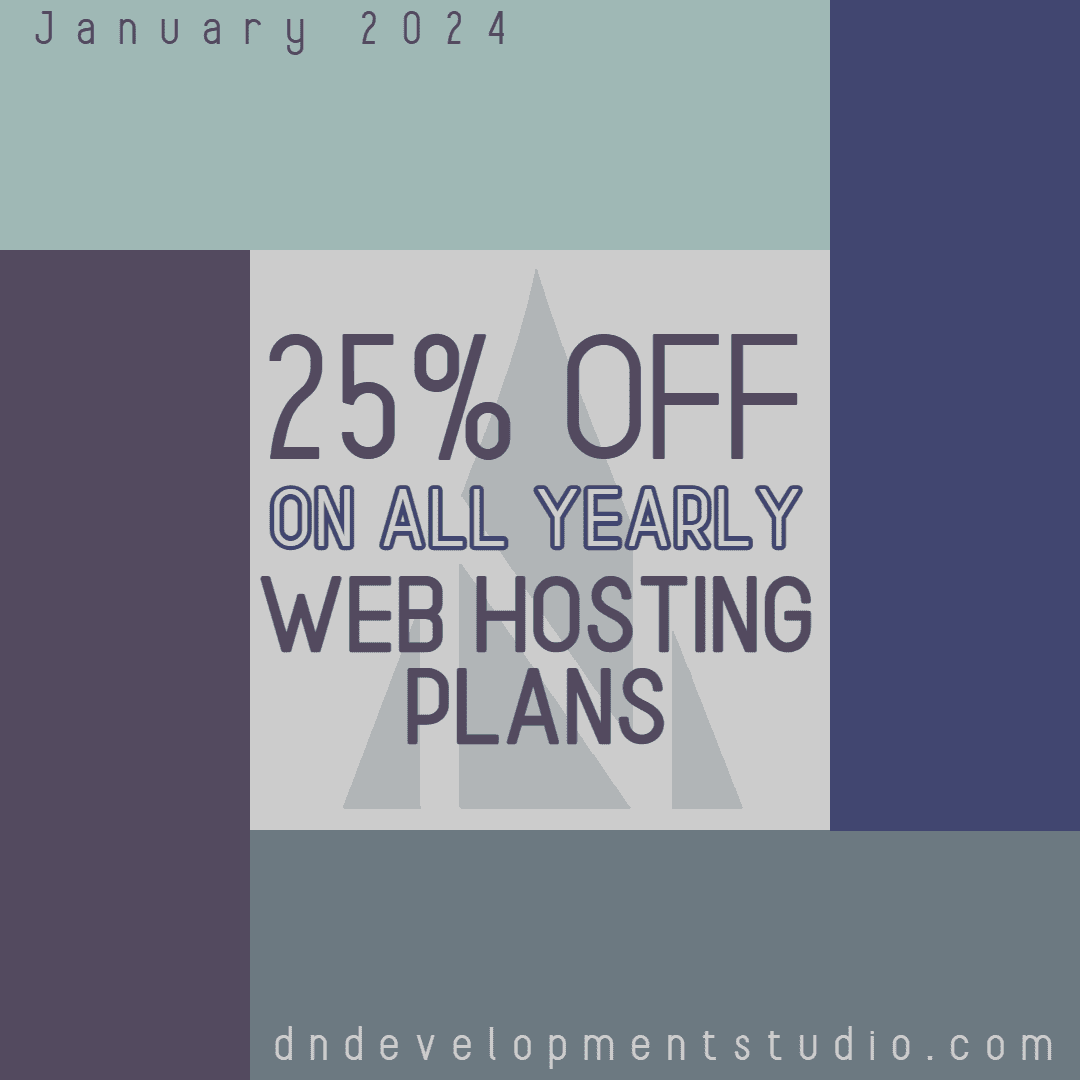 January 2024
25% OFF
ON ALL YEARLY
WEB HOSTING
PLANS
dndevelopmentstudio.com